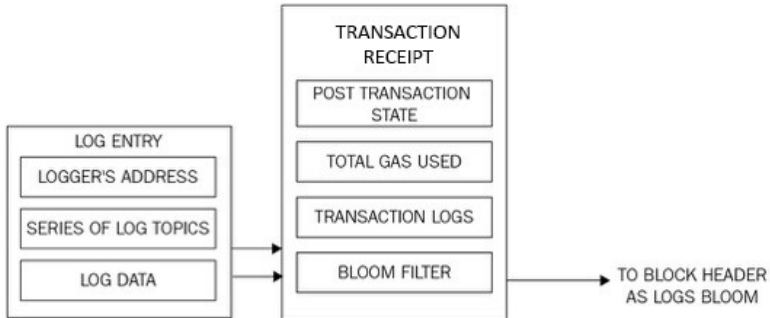 LOG ENTRY
LOGGER'S ADDRESS
SERIES OF LOG TOPICS
LOG DATA
TRANSACTION
RECEIPT
POST TRANSACTION
STATE
TOTAL GAS USED
TRANSACTION LOGS
BLOOM FILTER
TO BLOCK HEADER
AS LOGS BLOOM